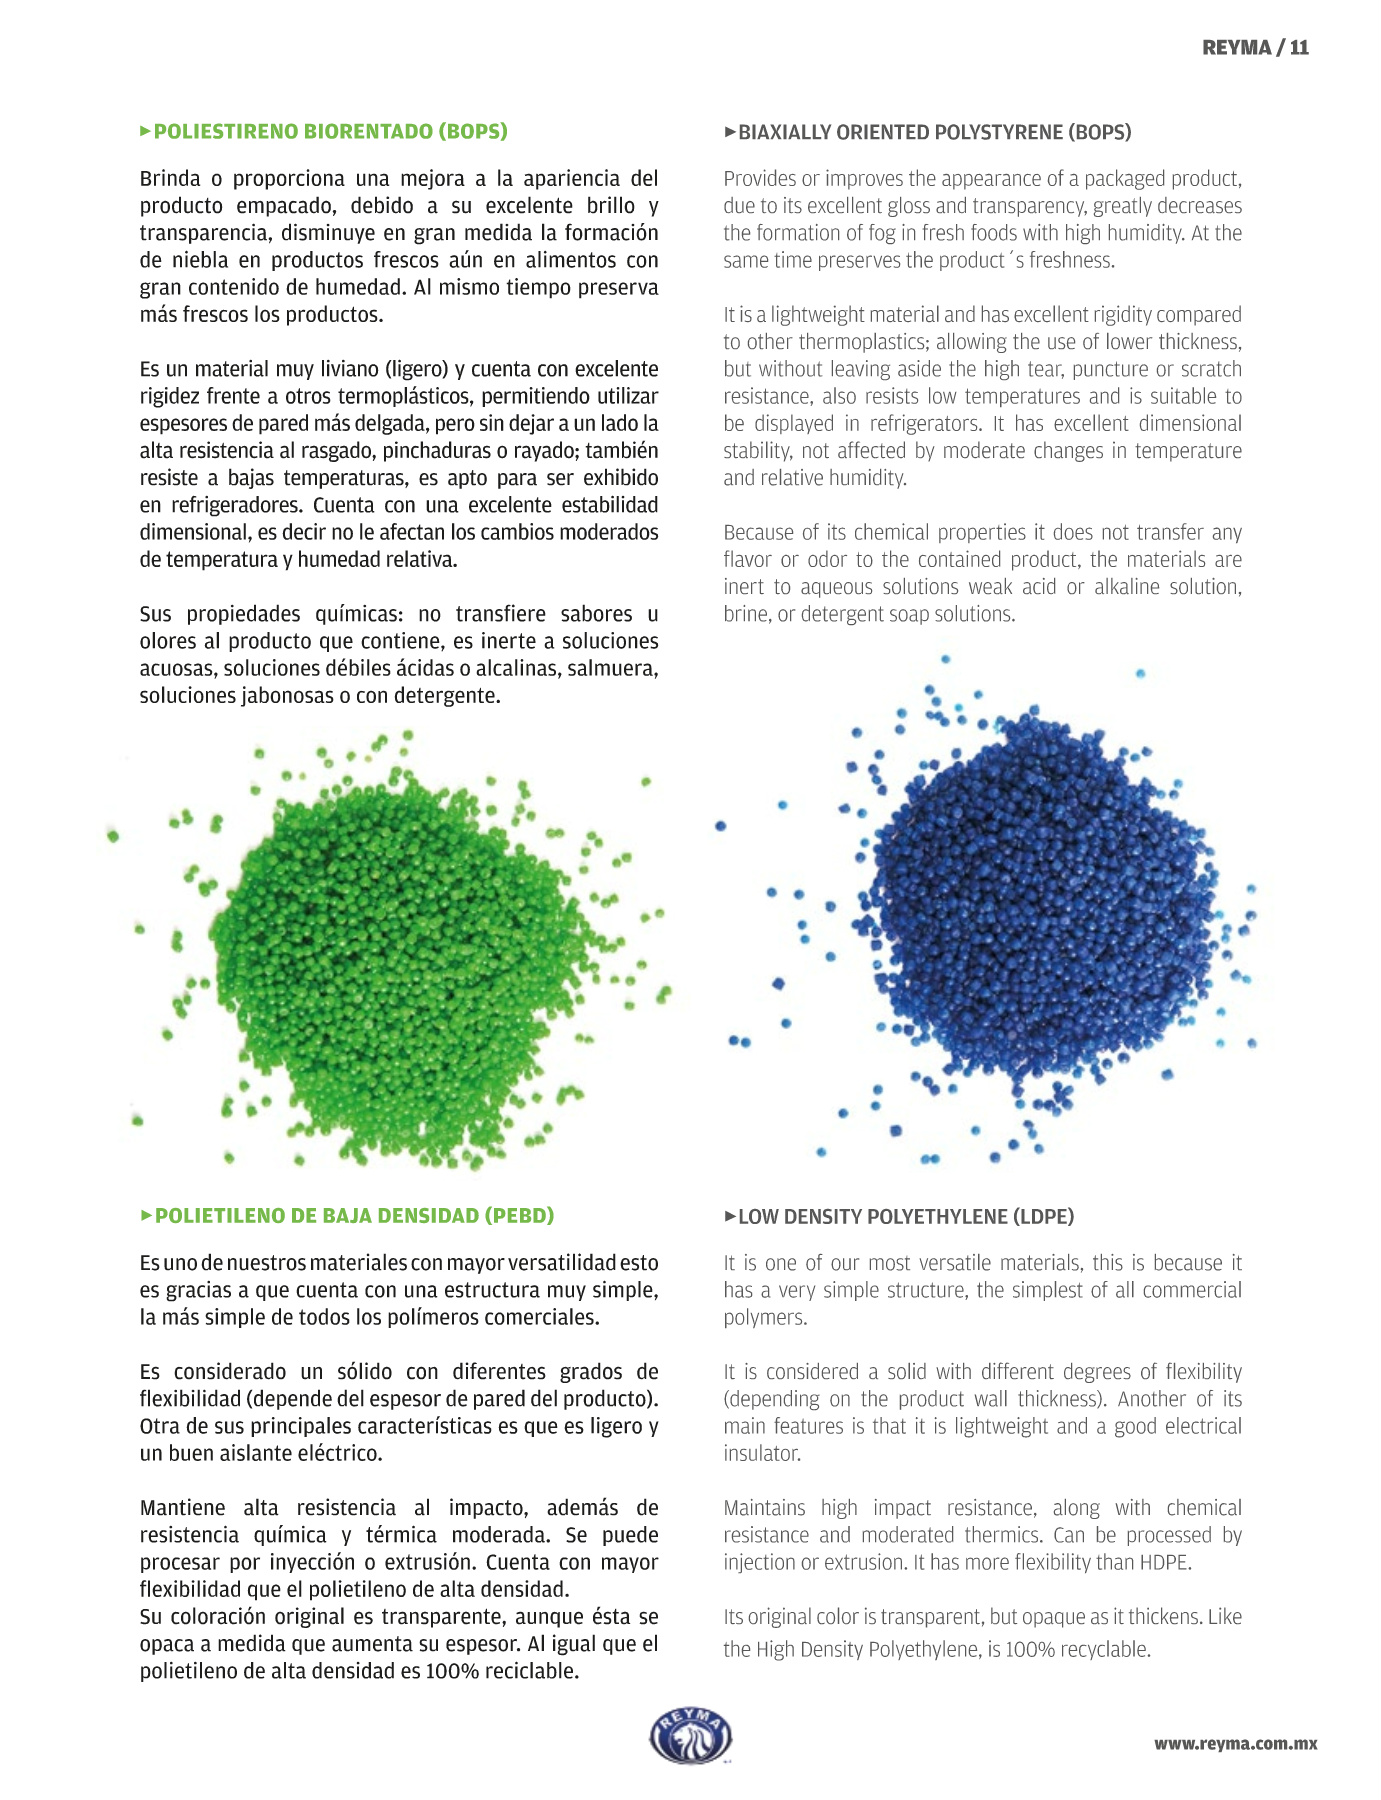 REYMA / 11
▶POLIESTIRENO BIORENTADO (BOPS)
Brinda o proporciona una mejora a la apariencia del
producto empacado, debido a su excelente brillo y
transparencia, disminuye en gran medida la formación
de niebla en productos frescos aún en alimentos con
gran contenido de humedad. Al mismo tiempo preserva
más frescos los productos.
Es un material muy liviano (ligero) y cuenta con excelente
rigidez frente a otros termoplásticos, permitiendo utilizar
espesores de pared más delgada, pero sin dejar a un lado la
alta resistencia al rasgado, pinchaduras o rayado; también
resiste a bajas temperaturas, es apto para ser exhibido
en refrigeradores. Cuenta con una excelente estabilidad
dimensional, es decir no le afectan los cambios moderados
de temperatura y humedad relativa.
Sus propiedades químicas: no transfiere sabores u
olores al producto que contiene, es inerte a soluciones
acuosas, soluciones débiles ácidas o alcalinas, salmuera,
soluciones jabonosas o con detergente.
▶BIAXIALLY ORIENTED POLYSTYRENE (BOPS)
Provides or improves the appearance of a packaged product,
due to its excellent gloss and transparency, greatly decreases
the formation of fog in fresh foods with high humidity. At the
same time preserves the product´s freshness.
It is a lightweight material and has excellent rigidity compared
to other thermoplastics; allowing the use of lower thickness,
but without leaving aside the high tear, puncture or scratch
resistance, also resists low temperatures and is suitable to
be displayed in refrigerators. It has excellent dimensional
stability, not affected by moderate changes in temperature
and relative humidity.
Because of its chemical properties it does not transfer any
flavor or odor to the contained product, the materials are
inert to aqueous solutions weak acid or alkaline solution,
brine, or detergent soap solutions.
▶POLIETILENO DE BAJA DENSIDAD (PEBD)
Es uno de nuestros materiales con mayor versatilidad esto
es gracias a que cuenta con una estructura muy simple,
la más simple de todos los polímeros comerciales.
Es considerado un sólido con diferentes grados de
flexibilidad (depende del espesor de pared del producto).
Otra de sus principales características es que es ligero y
un buen aislante eléctrico.
Mantiene alta resistencia al impacto, además de
resistencia química y térmica moderada. Se puede
procesar por inyección o extrusión. Cuenta con mayor
flexibilidad que el polietileno de alta densidad.
Su coloración original es transparente, aunque ésta se
opaca a medida que aumenta su espesor. Al igual que el
polietileno de alta densidad es 100% reciclable.
▶LOW DENSITY POLYETHYLENE (LDPE)
It is one of our most versatile materials, this is because it
has a very simple structure, the simplest of all commercial
polymers.
It is considered a solid with different degrees of flexibility
(depending on the product wall thickness). Another of its
main features is that it is lightweight and a good electrical
insulator.
Maintains high impact resistance, along with chemical
resistance and moderated thermics. Can be processed by
injection or extrusion. It has more flexibility than HDPE.
Its original color is transparent, but opaque as it thickens. Like
the High Density Polyethylene, is 100% recyclable.
REYMA
www.reyma.com.mx